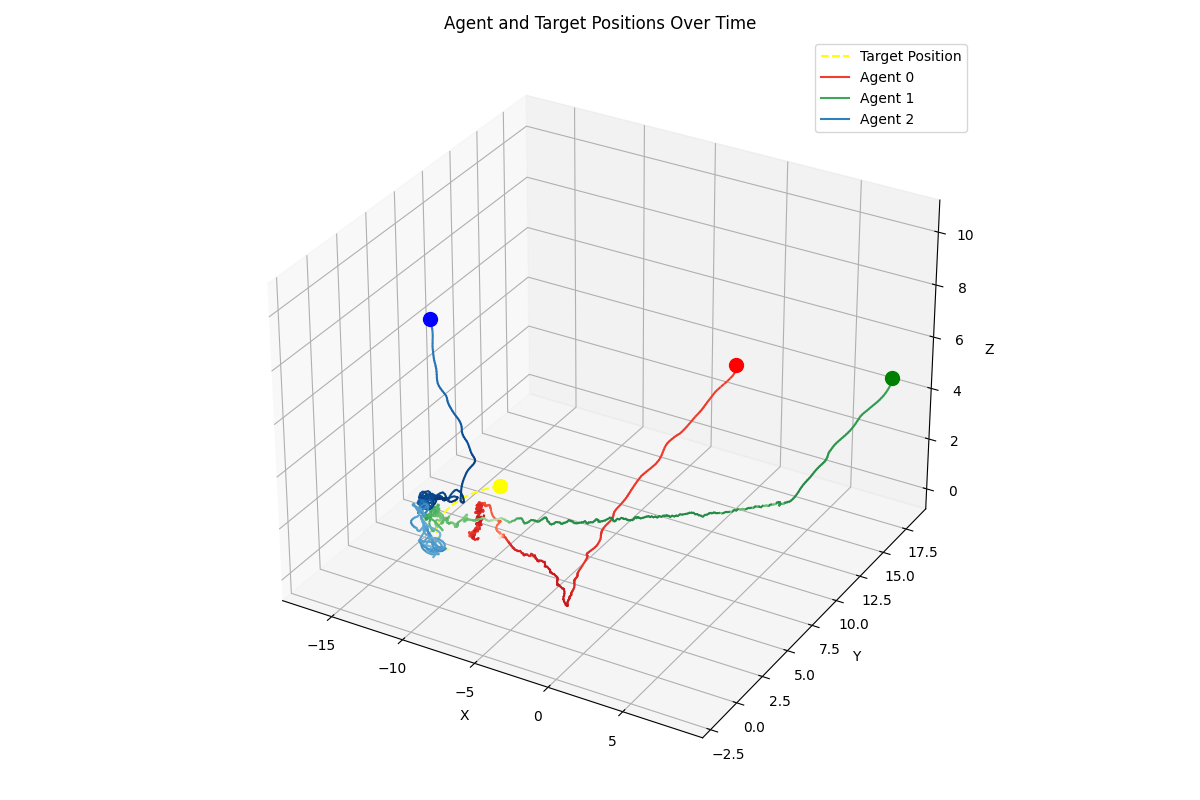 Agent and Target Positions Over Time
Target Position
Agent 0
Agent 1
Agent 2
10
8
6
4
2
0
Z
17.5
15.0
12.5
10.0
7.5
5.0
2.5
0.0
−2.5
Y
−15
−10
−5
0
5
X